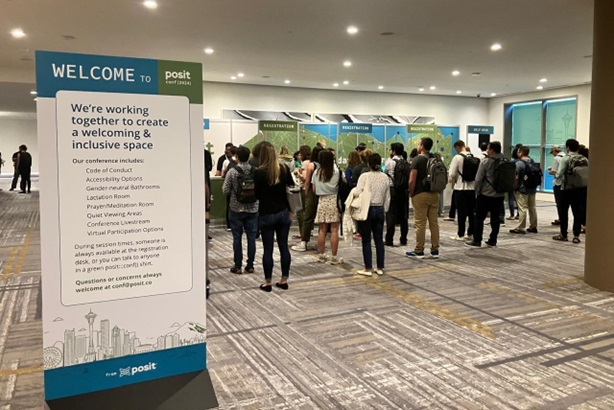 WELCOME TO posit
conf(2024)
We're working
together to create
a welcoming &
inclusive space
Our conference includes:
Code of Conduct
Accessibility Options
Gender-neutral Bathrooms
Lactation Room
Prayer/Meditation Room
Quiet Viewing Areas
Conference Livestream
Virtual Participation Options
During session times, someone is
always available at the registration
desk, or you can talk to anyone
in a green posit::conf() shirt.
Questions or concerns always
welcome at conf@posit.co
From posit
REGISTRATION
REGISTRATION
REGISTRATION
HELP DESK